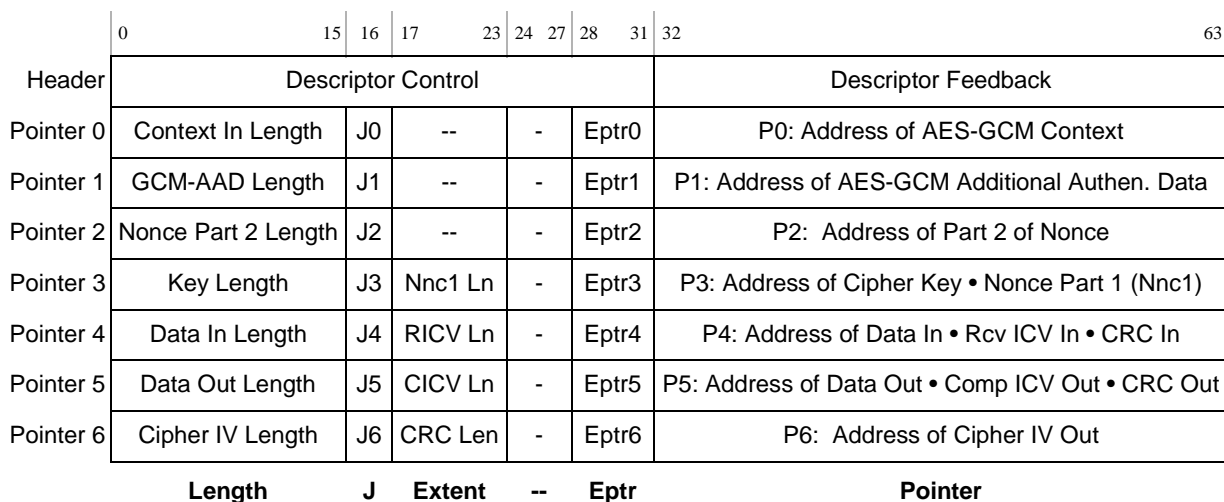 0 15 16 17 23 24 27 28 31 32 63
Header Descriptor Control Descriptor Feedback
Pointer 0 Context In Length J0 -- - Eptr0 P0: Address of AES-GCM Context
Pointer 1 GCM-AAD Length J1 -- - Eptr1 P1: Address of AES-GCM Additional Authen. Data
Pointer 2 Nonce Part 2 Length J2 -- - Eptr2 P2: Address of Part 2 of Nonce
Pointer 3 Key Length J3 Nnc1 Ln - Eptr3 P3: Address of Cipher Key • Nonce Part 1 (Nnc1)
Pointer 4 Data In Length J4 RICV Ln - Eptr4 P4: Address of Data In • Rcv ICV In • CRC In
Pointer 5 Data Out Length J5 CICV Ln - Eptr5 P5: Address of Data Out • Comp ICV Out • CRC Out
Pointer 6 Cipher IV Length J6 CRC Len - Eptr6 P6: Address of Cipher IV Out
Length J Extent -- Eptr Pointer